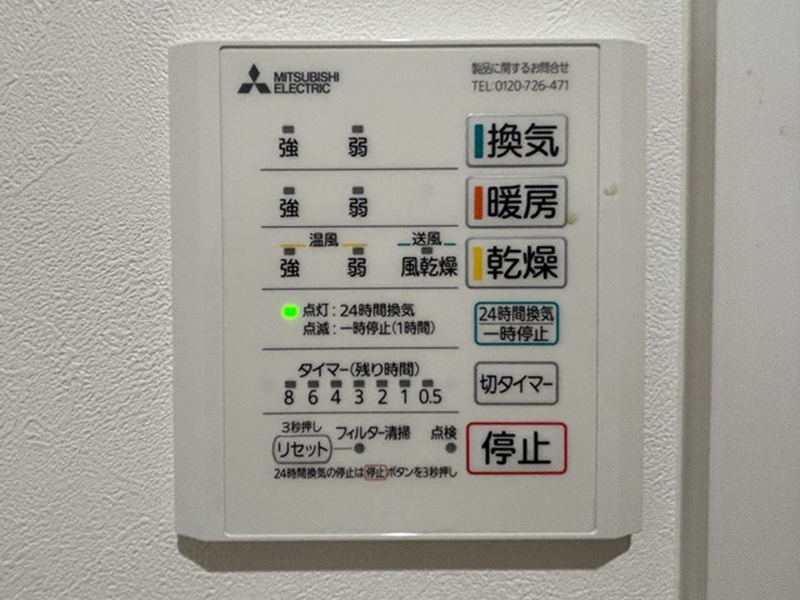 MITSUBISHI
ELECTRIC
製品に関するお問合せ
TEL:0120-726-471
強 弱 換気
強 弱 暖房
温風 送風
強 弱 風乾燥 乾燥
点灯:24時間換気
点滅:一時停止(1時間)
24時間換気
一時停止
タイマー(残り時間)
8 6 4 3 2 1 0.5
切タイマー
3秒押し
リセット フィルター清掃 点検
停止
24時間換気の停止は停止ボタンを3秒押し